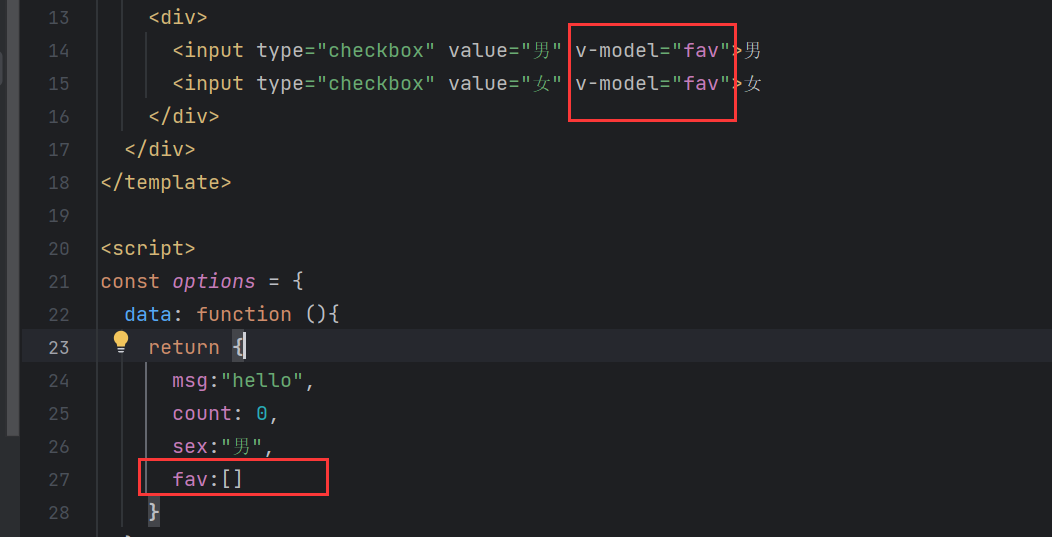 13 <div>
14 <input type="checkbox" value="男" v-model="fav">男
15 <input type="checkbox" value="女" v-model="fav">女
16 </div>
17 </div>
18 </template>
19
20 <script>
21 const options = {
22 data: function (){
23 return {
24 msg:"hello",
25 count: 0,
26 sex:"男",
27 fav:[]
28 }